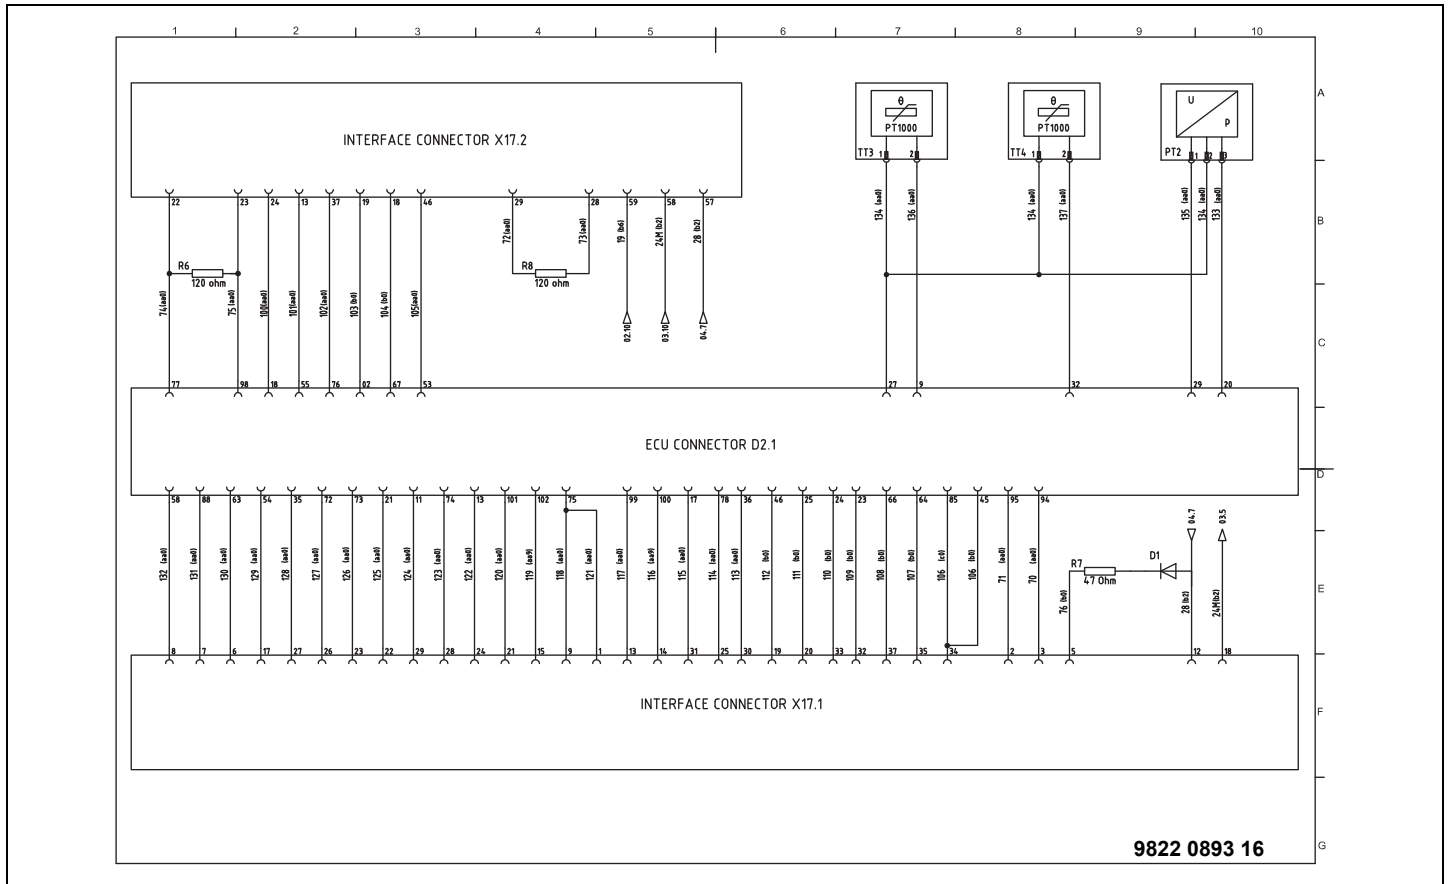 1 2 3 4 5 6 7 8 9 10
A
θ θ U P
PT1000 PT1000
INTERFACE CONNECTOR X17.2
TT3 1 2 TT4 1 2 PT2 1 2 3
22 23 24 13 37 19 18 46 29 28 59 58 57
B
72(aa0) 73(aa0) 19 (b6) 24M (b2) 28 (b2) 134 (aa0) 136 (aa0) 134 (aa0) 137 (aa0) 135 (aa0) 134 (aa0) 133 (aa0)
R6 R8
120 ohm 120 ohm
74(aa0) 75(aa0) 100(aa0) 101(aa0) 102(aa0) 103 (b0) 104 (b0) 105(aa0)
02.10 03.10 04.7
C
77 98 18 55 76 02 67 53 27 9 32 29 20
ECU CONNECTOR D2.1
D
58 88 63 54 35 72 73 21 11 74 13 101 102 75 99 100 17 78 36 46 25 24 23 66 64 85 45 95 94
04.7 03.5
132 (aa0) 131 (aa0) 130 (aa0) 129 (aa0) 128 (aa0) 127 (aa0) 126 (aa0) 125 (aa0) 124 (aa0) 123 (aa0) 122 (aa0) 120 (aa0) 119 (aa9) 118 (aa0) 121 (aa0) 117 (aa0) 116 (aa9) 115 (aa0) 114 (aa0) 113 (aa0) 112 (b0) 111 (b0) 110 (b0) 109 (b0) 108 (b0) 107 (b0) 106 (c0) 106 (b0) 71 (aa0) 70 (aa0)
R7 D1
47 Ohm
E
76 (b0) 28 (b2) 24M(b2)
8 7 6 17 27 26 23 22 29 28 24 21 15 9 1 13 14 31 25 30 19 20 33 32 37 35 34 2 3 5 12 18
INTERFACE CONNECTOR X17.1
F
9822 0893 16
G